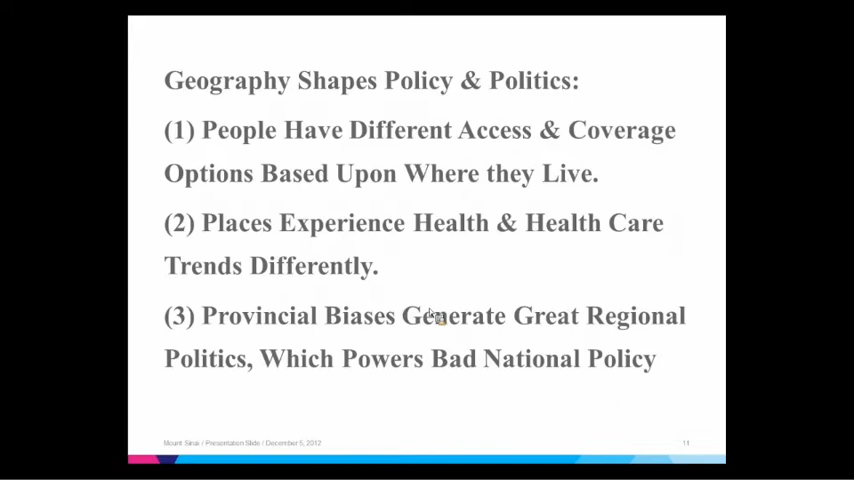 Geography Shapes Policy & Politics:
(1) People Have Different Access & Coverage
Options Based Upon Where they Live.
(2) Places Experience Health & Health Care
Trends Differently.
(3) Provincial Biases Generate Great Regional
Politics, Which Powers Bad National Policy
Mount Sinai / Presentation Slide / December 5, 2012
11